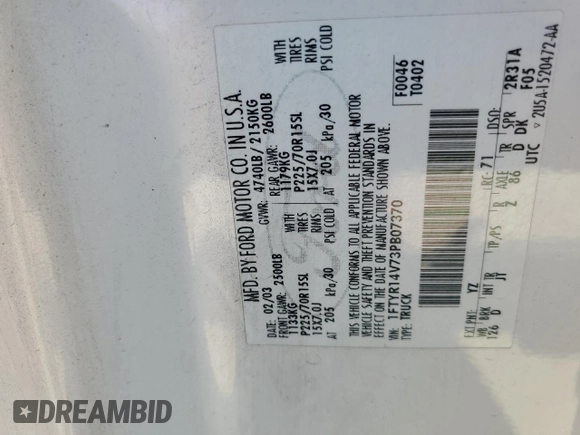 MFD. BY FORD MOTOR CO. IN U.S.A.
DATE: 02/03 GVWR: 4740LB/ 2150KG
FRONT GAWR: 2500LB REAR GAWR: 2600LB
1133KG 1179KG WITH
P225/70R15SL P225/70R15SL TIRES
15X7.0J 15X7.0J RIMS
AT 205 kPa/30 PSI COLD AT 205 kPa/30 PSI COLD
THIS VEHICLE CONFORMS TO ALL APPLICABLE FEDERAL MOTOR
VEHICLE SAFETY AND THEFT PREVENTION STANDARDS IN
EFFECT ON THE DATE OF MANUFACTURE SHOWN ABOVE.
VIN: 1FTYR14V73PB07370 F0046
TYPE: TRUCK T0402
EXT PNT: YZ RC: 71 DSO:
WB BRK INT TR TP/PS R AXLE TR SPR 2R31A
126 D JT Z 86 D DK F05
UTC 2U5A-1520472-AA
Ford
DREAMBID